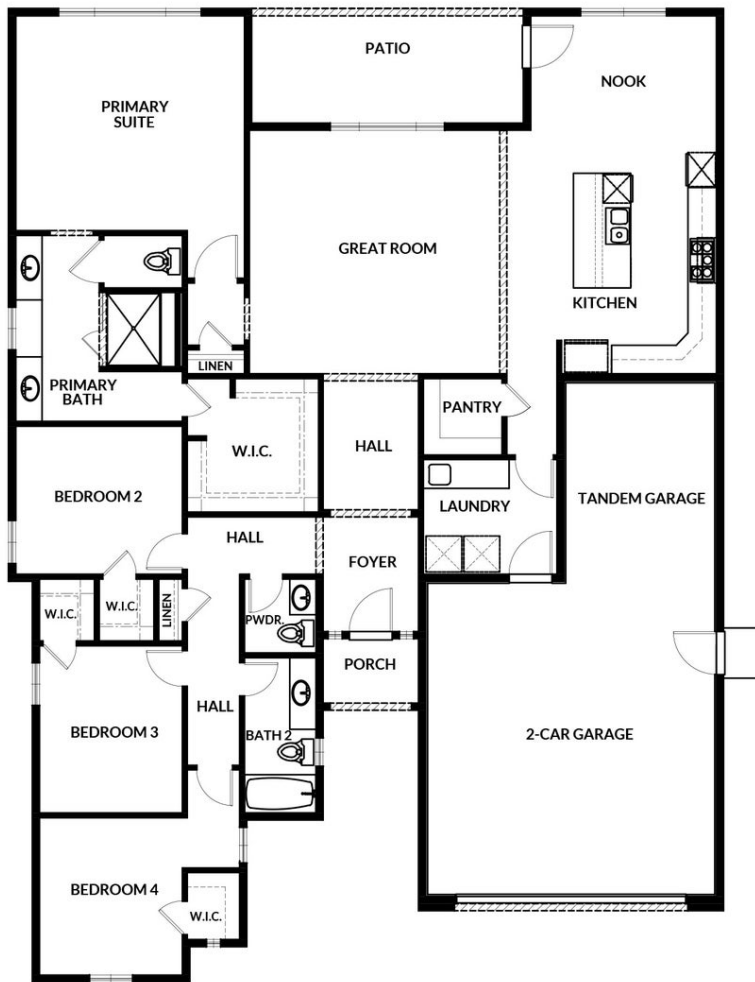 PATIO
NOOK
PRIMARY
SUITE
GREAT ROOM
KITCHEN
LINEN
PRIMARY
BATH
PANTRY
W.I.C.
HALL
BEDROOM 2
LAUNDRY
TANDEM GARAGE
HALL
FOYER
W.I.C.
W.I.C.
LINEN
PWDR.
PORCH
HALL
BEDROOM 3
BATH 2
2-CAR GARAGE
BEDROOM 4
W.I.C.